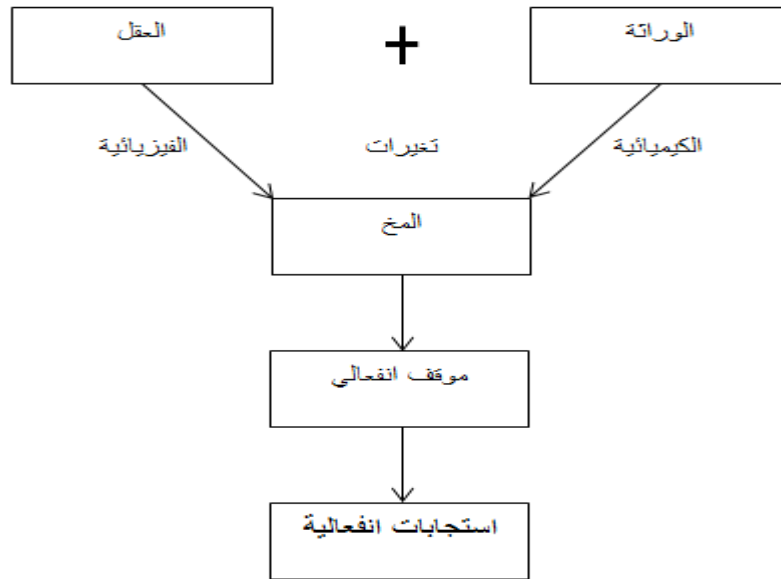 الوراثة + العقل
الكيميائية تغيرات الفيزيائية
المخ
موقف انفعالي
استجابات انفعالية